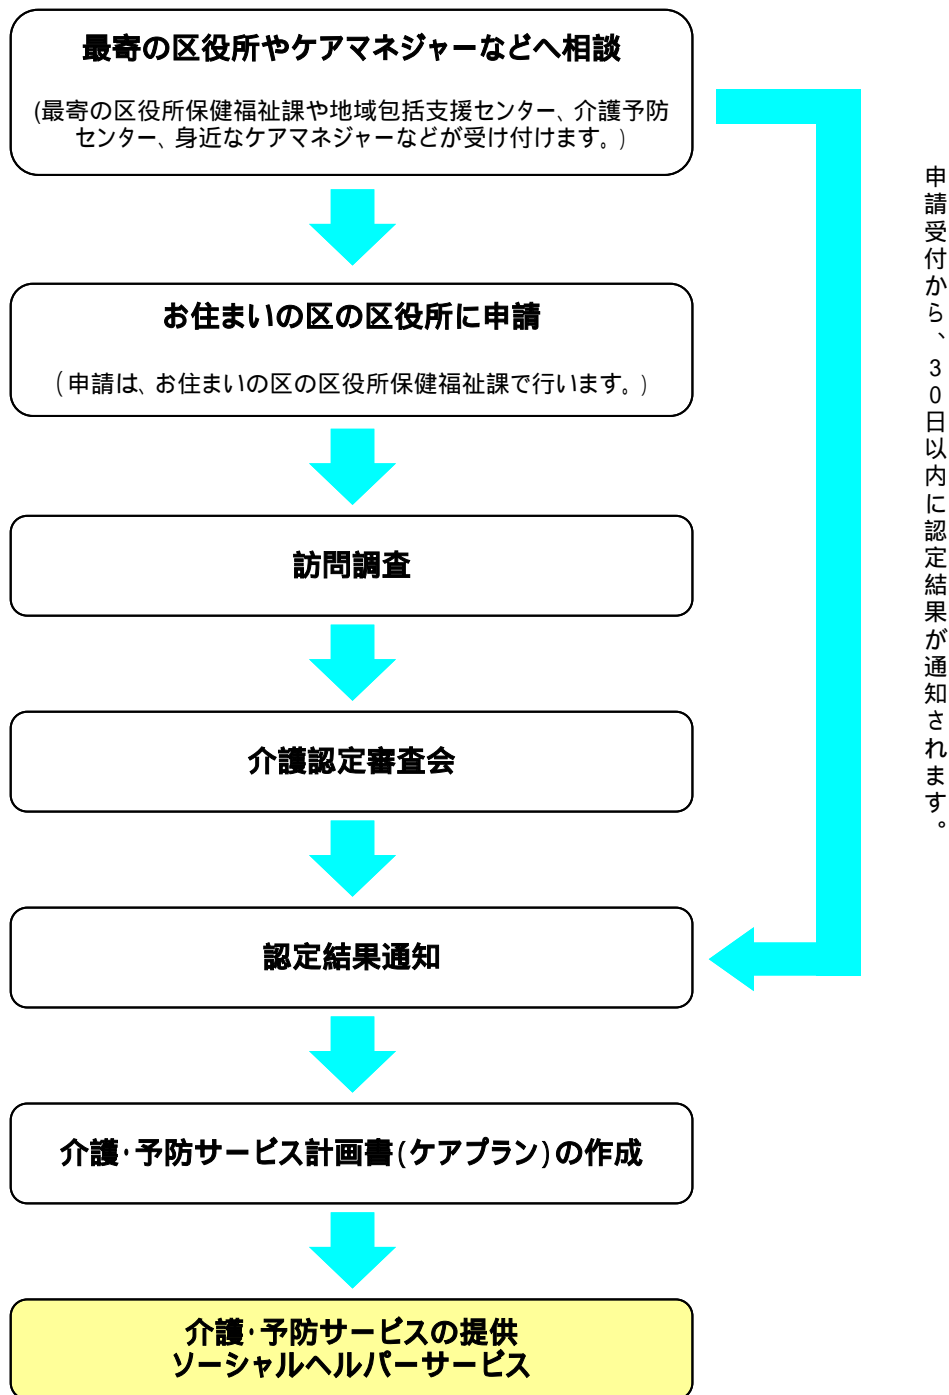 最寄の区役所やケアマネジャーなどへ相談
(最寄の区役所保健福祉課や地域包括支援センター、介護予防
センター、身近なケアマネジャーなどが受け付けます。)
お住まいの区の区役所に申請
(申請は、お住まいの区の区役所保健福祉課で行います。)
訪問調査
介護認定審査会
認定結果通知
介護・予防サービス計画書(ケアプラン)の作成
介護・予防サービスの提供
ソーシャルヘルパーサービス
申請受付から、30日以内に認定結果が通知されます。